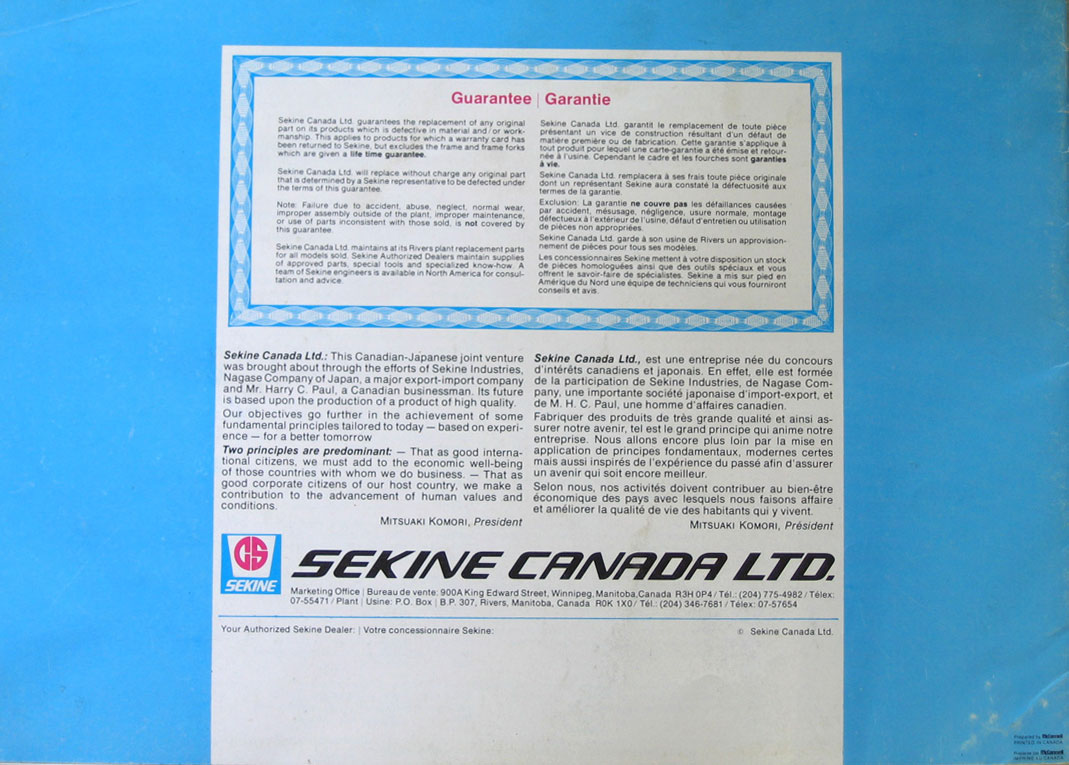 Guarantee | Garantie
Sekine Canada Ltd. guarantees the replacement of any original
part on its products which is defective in material and/or work-
manship. This applies to products for which a warranty card has
been returned to Sekine, but excludes the frame and frame forks
which are given a life time guarantee.
Sekine Canada Ltd. will replace without charge any original part
that is determined by a Sekine representative to be defected under
the terms of this guarantee.
Note: Failure due to accident, abuse, neglect, normal wear,
improper assembly outside of the plant, improper maintenance,
or use of parts inconsistent with those sold, is not covered by
this guarantee.
Sekine Canada Ltd. maintains at its Rivers plant replacement parts
for all models sold. Sekine Authorized Dealers maintain supplies
of approved parts, special tools and specialized know-how. A
team of Sekine engineers is available in North America for consul-
tation and advice.
Sekine Canada Ltd. garantit le remplacement de toute pièce
présentant un vice de construction résultant d'un défaut de
matière première ou de fabrication. Cette garantie s'applique à
tout produit pour lequel une carte-garantie a été émise et retour-
née à l'usine. Cependant le cadre et les fourches sont garanties
à vie.
Sekine Canada Ltd. remplacera à ses frais toute pièce originale
dont un représentant Sekine aura constaté la défectuosité aux
termes de la garantie.
Exclusion: La garantie ne couvre pas les défaillances causées
par accident, mésusage, négligence, usure normale, montage
défectueux à l'extérieur de l'usine, défaut d'entretien ou utilisation
de pièces non appropriées.
Sekine Canada Ltd. garde à son usine de Rivers un approvision-
nement de pièces pour tous ses modèles.
Les concessionnaires Sekine mettent à votre disposition un stock
de pièces homologuées ainsi que des outils spéciaux et vous
offrent le savoir-faire de spécialistes. Sekine a mis sur pied en
Amérique du Nord une équipe de techniciens qui vous fourniront
conseils et avis.
Sekine Canada Ltd.: This Canadian-Japanese joint venture
was brought about through the efforts of Sekine Industries,
Nagase Company of Japan, a major export-import company
and Mr. Harry C. Paul, a Canadian businessman. Its future
is based upon the production of a product of high quality.
Our objectives go further in the achievement of some
fundamental principles tailored to today — based on experi-
ence — for a better tomorrow
Two principles are predominant: — That as good interna-
tional citizens, we must add to the economic well-being
of those countries with whom we do business. — That as
good corporate citizens of our host country, we make a
contribution to the advancement of human values and
conditions.
MITSUAKI KOMORI, President
Sekine Canada Ltd., est une entreprise née du concours
d'intérêts canadiens et japonais. En effet, elle est formée
de la participation de Sekine Industries, de Nagase Com-
pany, une importante société japonaise d'import-export, et
de M. H. C. Paul, une homme d'affaires canadien.
Fabriquer des produits de très grande qualité et ainsi as-
surer notre avenir, tel est le grand principe qui anime notre
entreprise. Nous allons encore plus loin par la mise en
application de principes fondamentaux, modernes certes
mais aussi inspirés de l'expérience du passé afin d'assurer
un avenir qui soit encore meilleur.
Selon nous, nos activités doivent contribuer au bien-être
économique des pays avec lesquels nous faisons affaire
et améliorer la qualité de vie des habitants qui y vivent.
MITSUAKI KOMORI, Président
SEKINE
SEKINE CANADA LTD.
Marketing Office | Bureau de vente: 900A King Edward Street, Winnipeg, Manitoba, Canada R3H 0P4 / Tél.: (204) 775-4982 / Télex:
07-55471 / Plant | Usine: P.O. Box | B.P. 307, Rivers, Manitoba, Canada R0K 1X0 / Tél.: (204) 346-7681 / Télex: 07-57654
Your Authorized Sekine Dealer: | Votre concessionnaire Sekine:
© Sekine Canada Ltd.
Prepared by
PRINTED IN CANADA